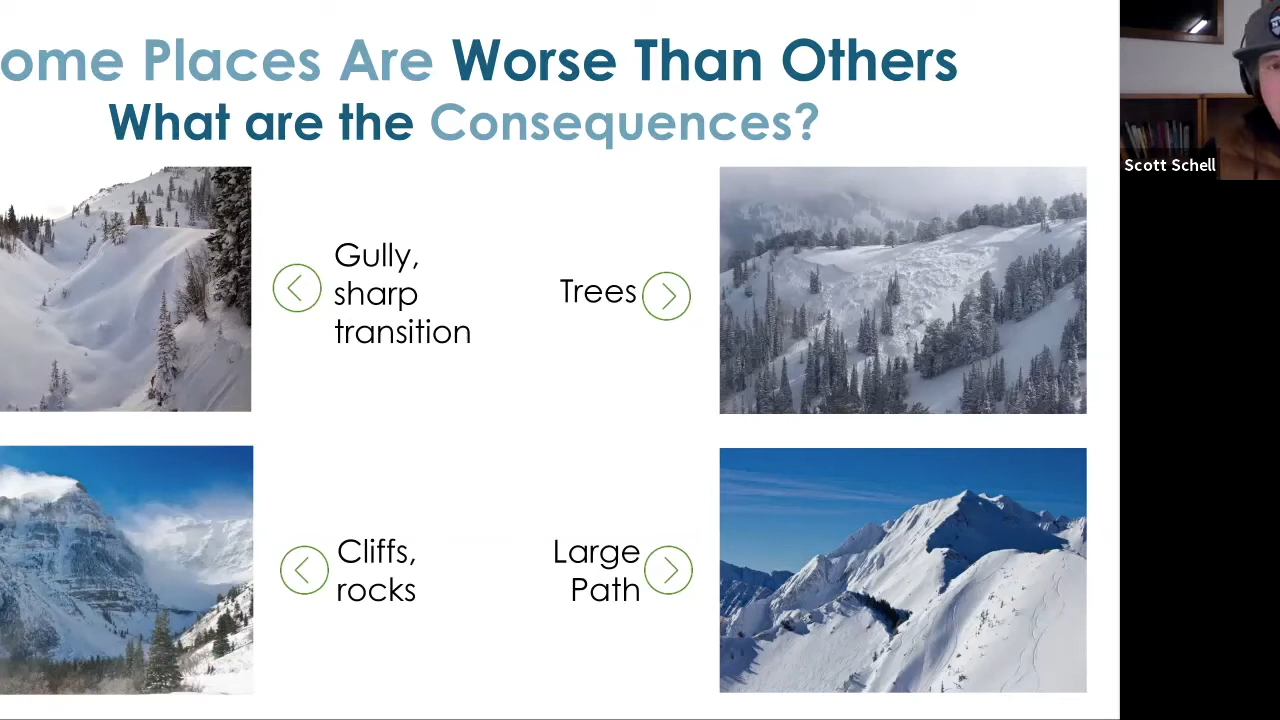 ome Places Are Worse Than Others
What are the Consequences?
Scott Schell
Gully,
sharp
transition
Trees
Cliffs,
rocks
Large
Path